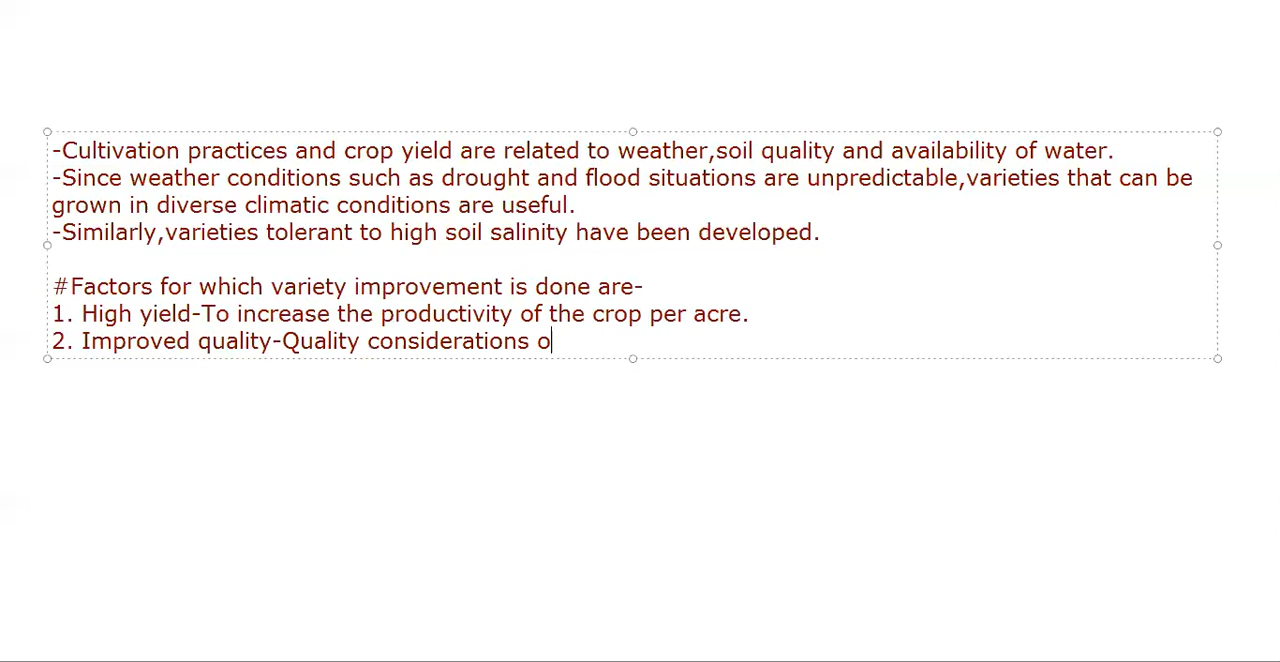 -Cultivation practices and crop yield are related to weather,soil quality and availability of water.
-Since weather conditions such as drought and flood situations are unpredictable,varieties that can be
grown in diverse climatic conditions are useful.
-Similarly,varieties tolerant to high soil salinity have been developed.
#Factors for which variety improvement is done are-
1. High yield-To increase the productivity of the crop per acre.
2. Improved quality-Quality considerations o